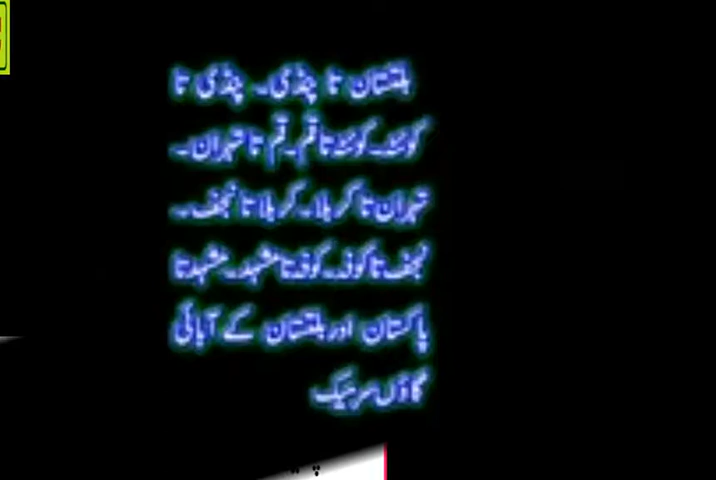 بلتستان تا پنڈی۔ پنڈی تا
کوئٹہ۔کوئٹہ تا قم۔قم تا تہران۔
تہران تا کربلا۔کربلا تا نجف۔
نجف تا کوفہ۔کوفہ تا مشہد۔مشہد تا
پاکستان اور بلتستان کے آبائی
گاؤں سرمیک